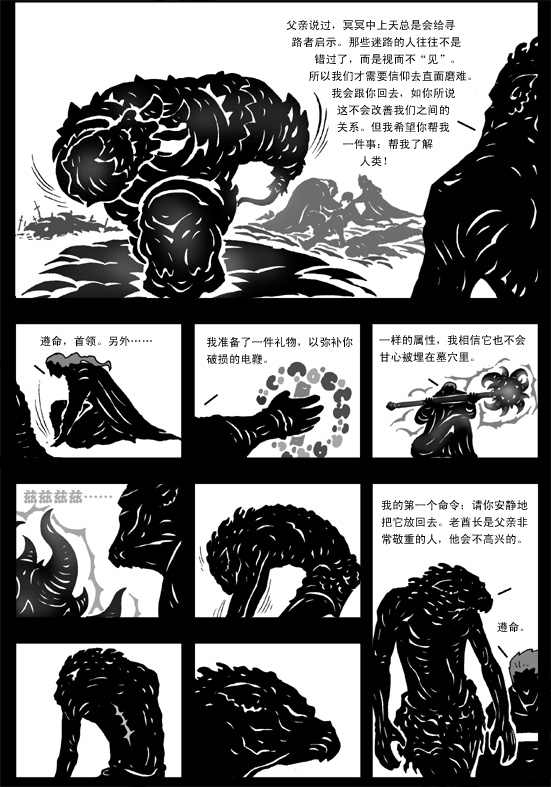 父亲说过，冥冥中上天总是会给寻
路者启示。那些迷路的人往往不是
错过了，而是视而不“见”。
所以我们才需要信仰去直面磨难。
我会跟你回去，如你所说
这不会改善我们之间的
关系。但我希望你帮我
一件事：帮我了解
人类！
遵命，首领。另外……
我准备了一件礼物，以弥补你
破损的电鞭。
一样的属性，我相信它也不会
甘心被埋在墓穴里。
兹兹兹兹……
我的第一个命令：请你安静地
把它放回去。老酋长是父亲非
常敬重的人，他会不高兴的。
遵命。